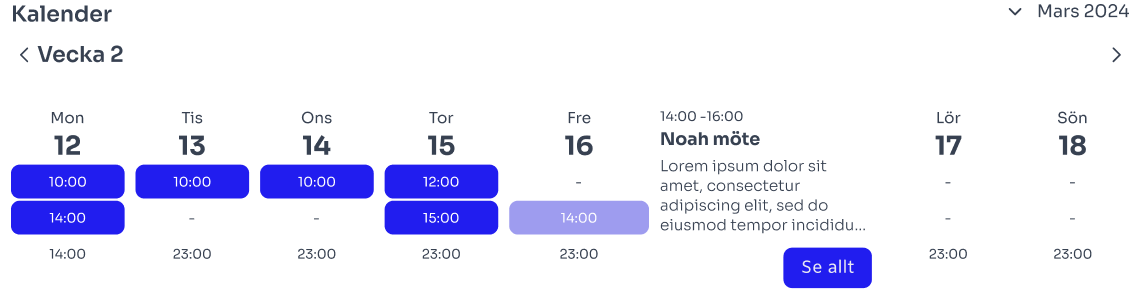 Kalender
Mars 2024
Vecka 2
Mon
12
10:00
14:00
14:00
Tis
13
10:00
-
23:00
Ons
14
10:00
-
23:00
Tor
15
12:00
15:00
23:00
Fre
16
-
14:00
23:00
14:00 -16:00
Noah möte
Lorem ipsum dolor sit
amet, consectetur
adipiscing elit, sed do
eiusmod tempor incididu...
Se allt
Lör
17
-
-
23:00
Sön
18
-
-
23:00